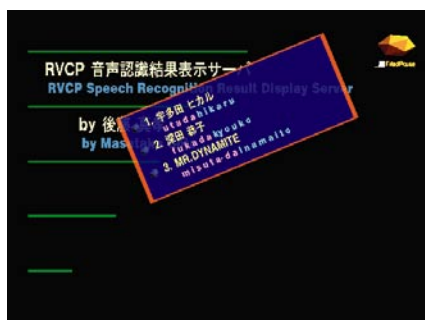 RVCP 音声認識結果表示サーバ
RVCP Speech Recognition Result Display Server
by 後
by Masata
1. 宇多田 ヒカル
utadahikaru
2. 深田 恭子
fukadakyouko
3. MR.DYNAMITE
misuta-dainamaito